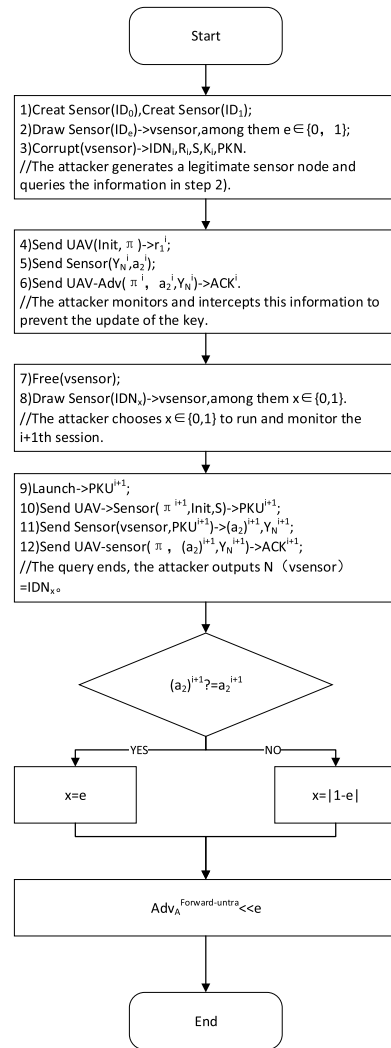 Start
1)Creat Sensor(ID₀),Creat Sensor(ID₁);
2)Draw Sensor(IDₑ)->vsensor,among them e∈{0，1};
3)Corrupt(vsensor)->IDNᵢ,Rᵢ,S,Kᵢ,PKN.
//The attacker generates a legitimate sensor node and
queries the information in step 2).
4)Send UAV(Init, π)->r₁ⁱ;
5)Send Sensor(Y_Nⁱ,a₂ⁱ);
6)Send UAV-Adv(πⁱ，a₂ⁱ,Y_Nⁱ)->ACKⁱ.
//The attacker monitors and intercepts this information to
prevent the update of the key.
7)Free(vsensor);
8)Draw Sensor(IDNₓ)->vsensor,among them x∈{0,1}.
//The attacker chooses x∈{0,1} to run and monitor the
i+1th session.
9)Launch->PKUⁱ⁺¹;
10)Send UAV->Sensor(πⁱ⁺¹,Init,S)->PKUⁱ⁺¹;
11)Send Sensor(vsensor,PKUⁱ⁺¹)->(a₂)ⁱ⁺¹,Y_Nⁱ⁺¹;
12)Send UAV-sensor(π，(a₂)ⁱ⁺¹,Y_Nⁱ⁺¹)->ACKⁱ⁺¹;
//The query ends, the attacker outputs N（vsensor）
=IDNₓ。
(a₂)ⁱ⁺¹?=a₂ⁱ⁺¹
YES NO
x=e x=|1-e|
Adv_A^Forward-untra<<e
End